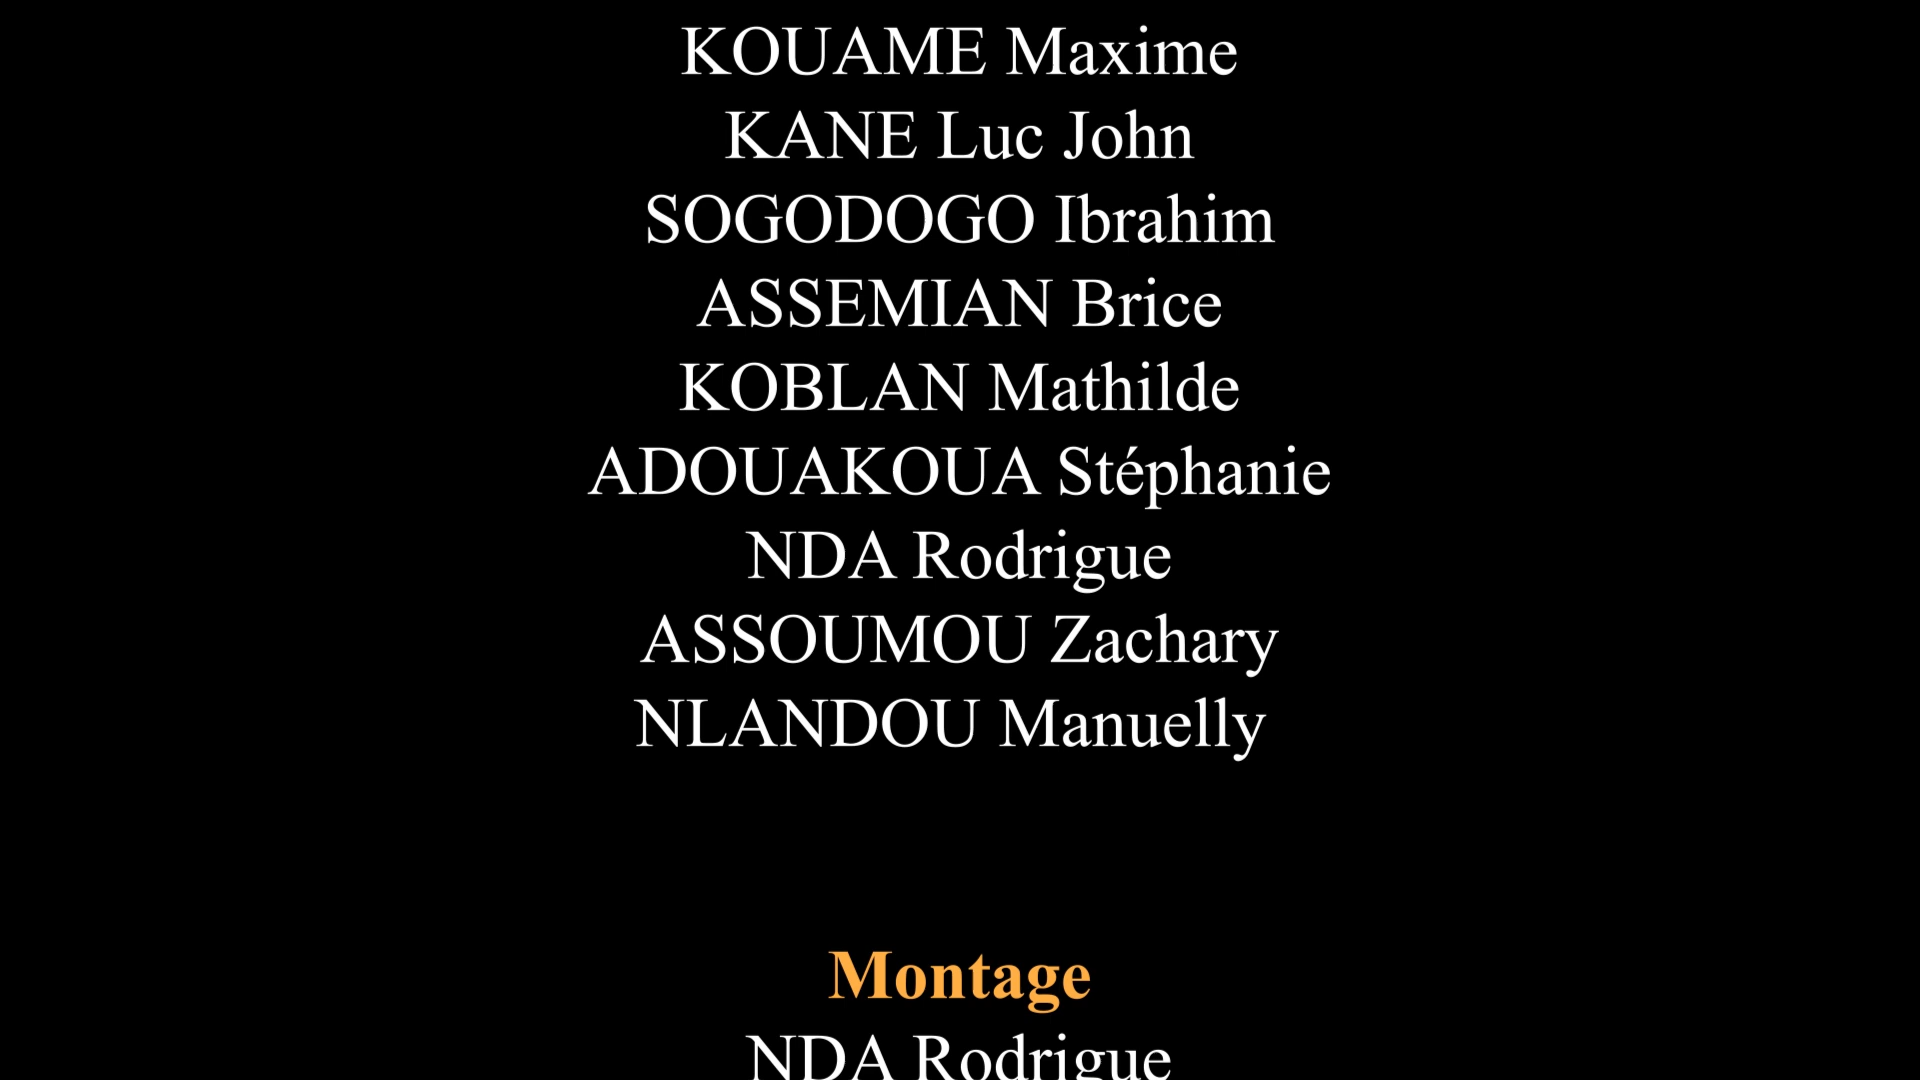 KOUAME Maxime
KANE Luc John
SOGODOGO Ibrahim
ASSEMIAN Brice
KOBLAN Mathilde
ADOUAKOUA Stéphanie
NDA Rodrigue
ASSOUMOU Zachary
NLANDOU Manuelly
Montage
NDA Rodrigue